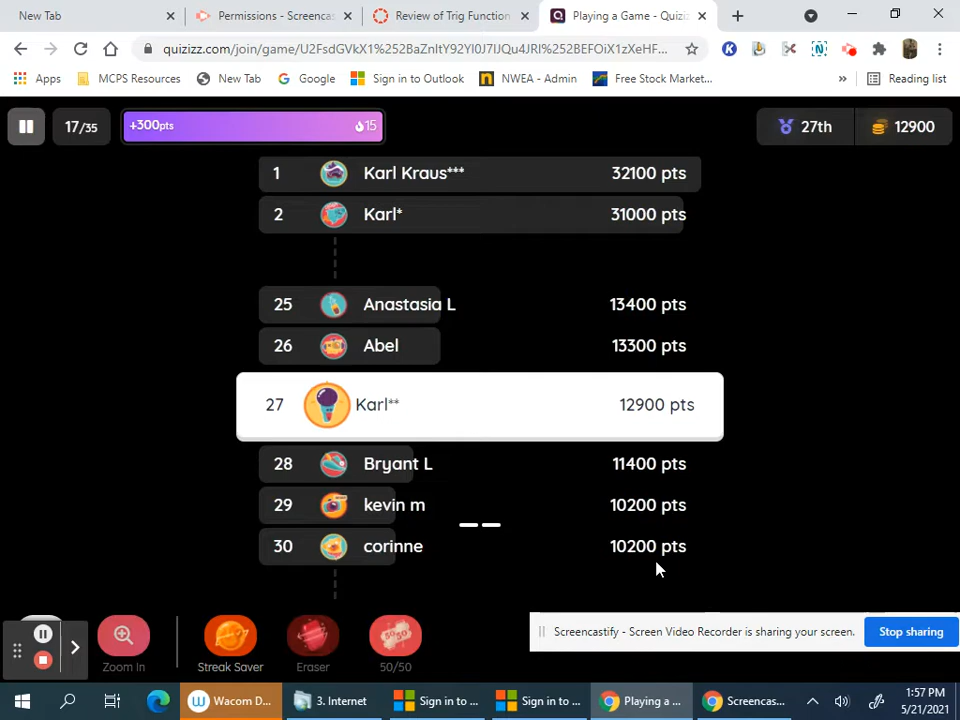 New Tab
Permissions - Screencas
Review of Trig Function
Playing a Game - Quiziz
quizizz.com/join/game/U2FsdGVkX1%252BaZnltY92Yl0J7lJQu4JRl%252BEFOiX1zXeHF...
Apps
MCPS Resources
New Tab
Google
Sign in to Outlook
NWEA - Admin
Free Stock Market...
»
Reading list
17/35
+300pts
15
27th
12900
1 Karl Kraus*** 32100 pts
2 Karl* 31000 pts
25 Anastasia L 13400 pts
26 Abel 13300 pts
27 Karl** 12900 pts
28 Bryant L 11400 pts
29 kevin m 10200 pts
30 corinne 10200 pts
Zoom In
Streak Saver
Eraser
50/50
Screencastify - Screen Video Recorder is sharing your screen.
Stop sharing
Wacom D...
3. Internet
Sign in to ...
Sign in to ...
Playing a ...
Screencas...
1:57 PM
5/21/2021